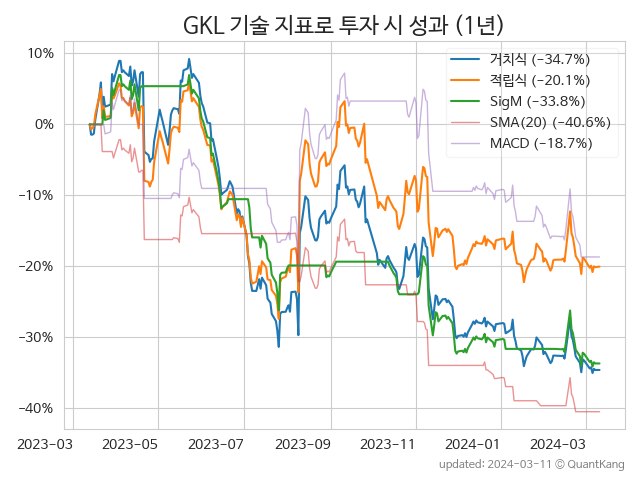 GKL 기술 지표로 투자 시 성과 (1년)
거치식 (−34.7%)
적립식 (−20.1%)
SigM (−33.8%)
SMA(20) (−40.6%)
MACD (−18.7%)
10%
0%
−10%
−20%
−30%
−40%
2023−03 2023−05 2023−07 2023−09 2023−11 2024−01 2024−03
updated: 2024−03−11 © QuantKang